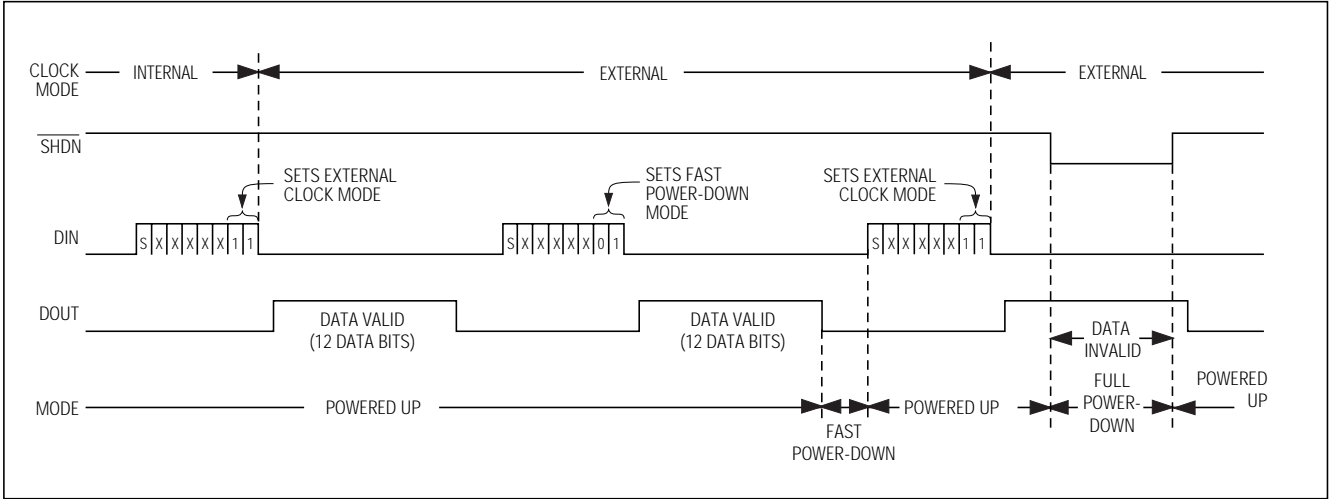 CLOCK
MODE
INTERNAL
EXTERNAL
EXTERNAL
SHDN
SETS EXTERNAL
CLOCK MODE
SETS FAST
POWER-DOWN
MODE
SETS EXTERNAL
CLOCK MODE
DIN
S X X X X X 1 1
S X X X X X 0 1
S X X X X X 1 1
DOUT
DATA VALID
(12 DATA BITS)
DATA VALID
(12 DATA BITS)
DATA
INVALID
MODE
POWERED UP
FAST
POWER-DOWN
POWERED UP
FULL
POWER-
DOWN
POWERED
UP